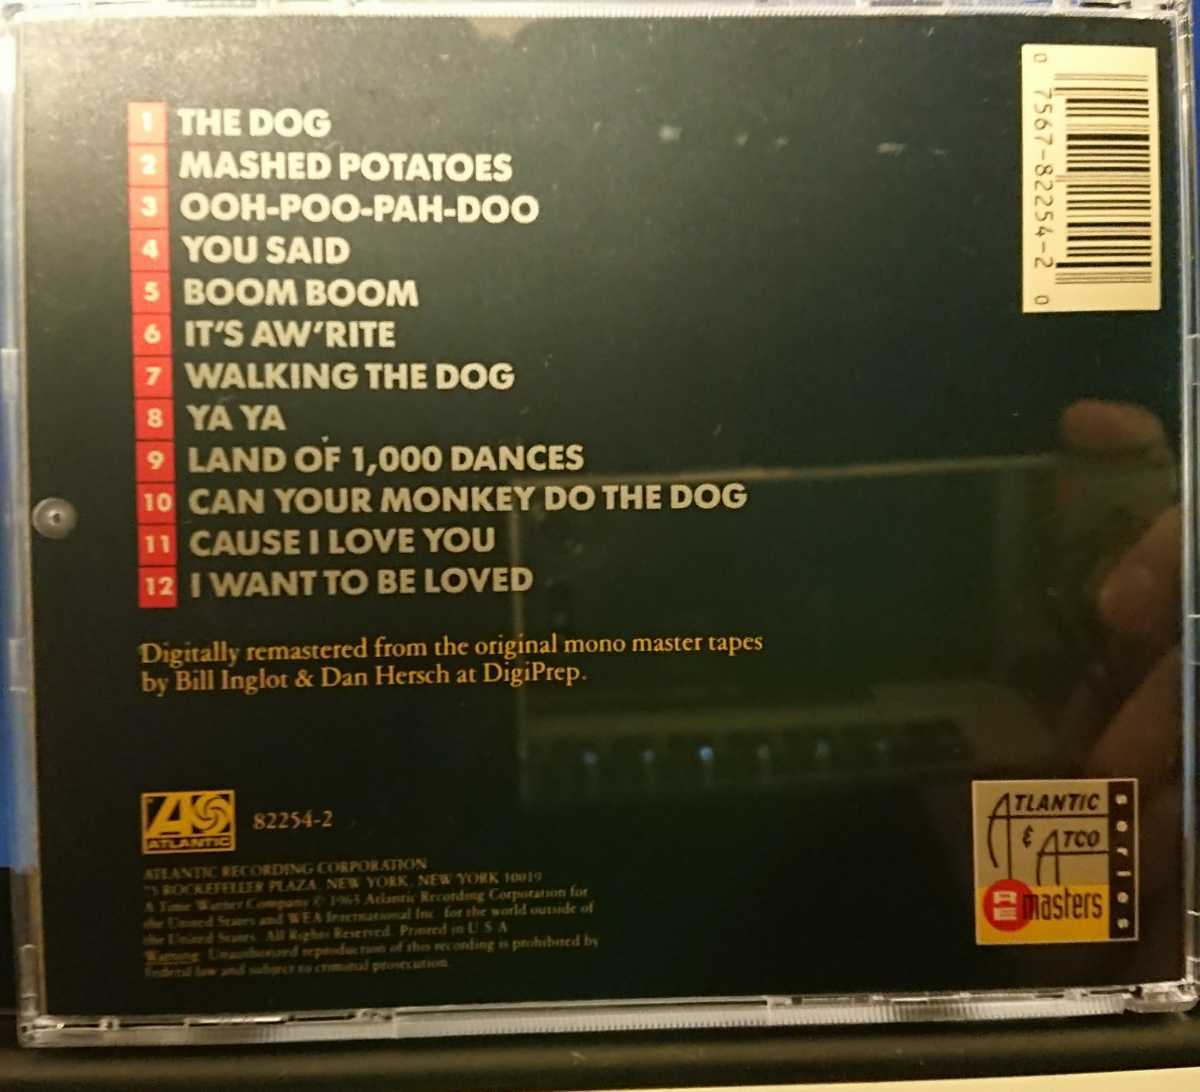 1 THE DOG
2 MASHED POTATOES
3 OOH-POO-PAH-DOO
4 YOU SAID
5 BOOM BOOM
6 IT'S AW'RITE
7 WALKING THE DOG
8 YA YA
9 LAND OF 1,000 DANCES
10 CAN YOUR MONKEY DO THE DOG
11 CAUSE I LOVE YOU
12 I WANT TO BE LOVED
0 7567-82254-2 0
Digitally remastered from the original mono master tapes
by Bill Inglot & Dan Hersch at DigiPrep.
ATLANTIC
82254-2
ATLANTIC RECORDING CORPORATION
75 ROCKEFELLER PLAZA, NEW YORK, NEW YORK 10019
A Time Warner Company © 1965 Atlantic Recording Corporation for
the United States and WEA International Inc. for the world outside of
the United States. All Rights Reserved. Printed in U S A
Warning: Unauthorized reproduction of this recording is prohibited by
Federal law and subject to criminal prosecution.
ATLANTIC
& ATCO
masters
series